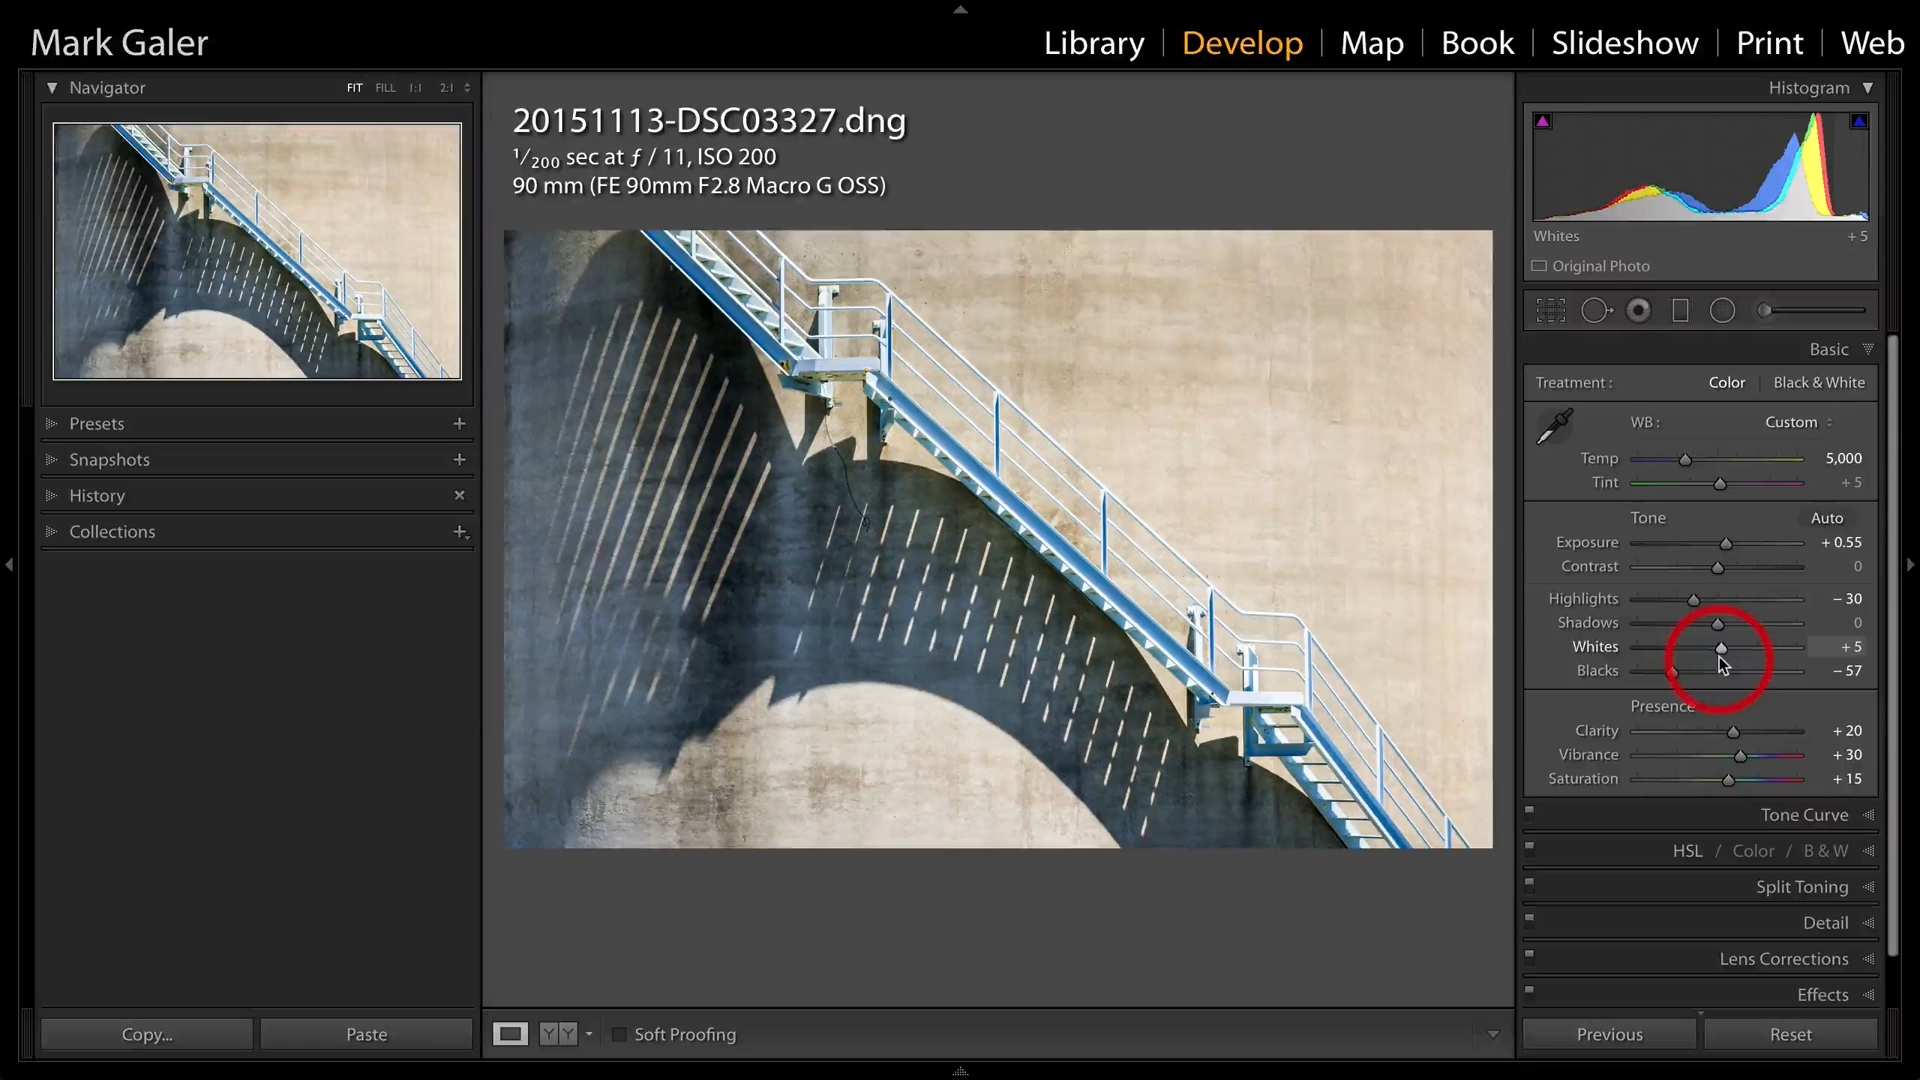 Mark Galer
Library | Develop | Map | Book | Slideshow | Print | Web
Navigator FIT FILL 1:1 2:1
Presets
Snapshots
History
Collections
Copy... Paste
20151113-DSC03327.dng
1/200 sec at ƒ / 11, ISO 200
90 mm (FE 90mm F2.8 Macro G OSS)
Soft Proofing
Histogram
Whites + 5
Original Photo
Basic
Treatment : Color | Black & White
WB : Custom
Temp 5,000
Tint + 5
Tone Auto
Exposure + 0.55
Contrast 0
Highlights – 30
Shadows 0
Whites + 5
Blacks – 57
Presence
Clarity + 20
Vibrance + 30
Saturation + 15
Tone Curve
HSL / Color / B & W
Split Toning
Detail
Lens Corrections
Effects
Previous Reset